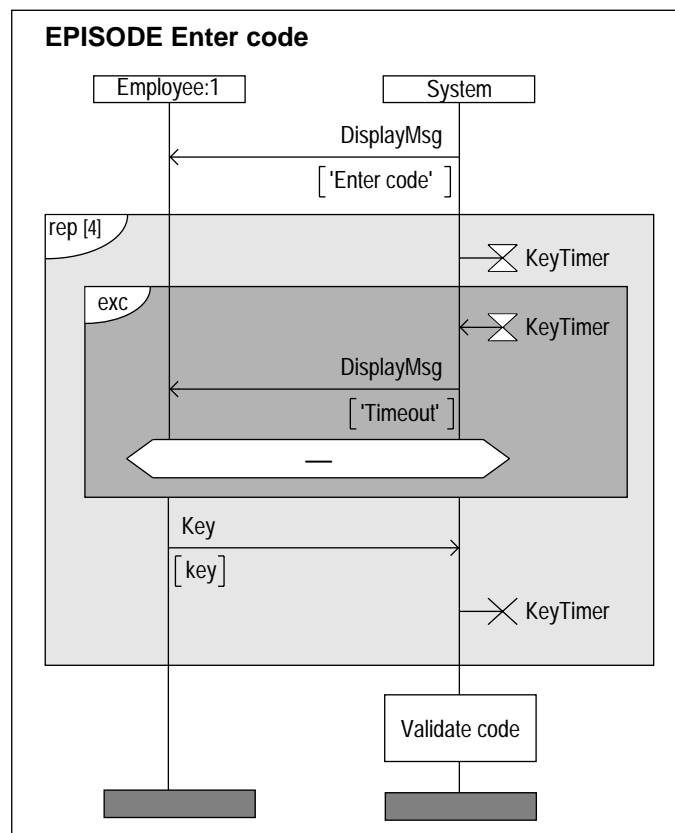 EPISODE Enter code
Employee:1
System
DisplayMsg
['Enter code']
rep [4]
KeyTimer
exc
KeyTimer
DisplayMsg
['Timeout']
—
Key
[key]
KeyTimer
Validate code